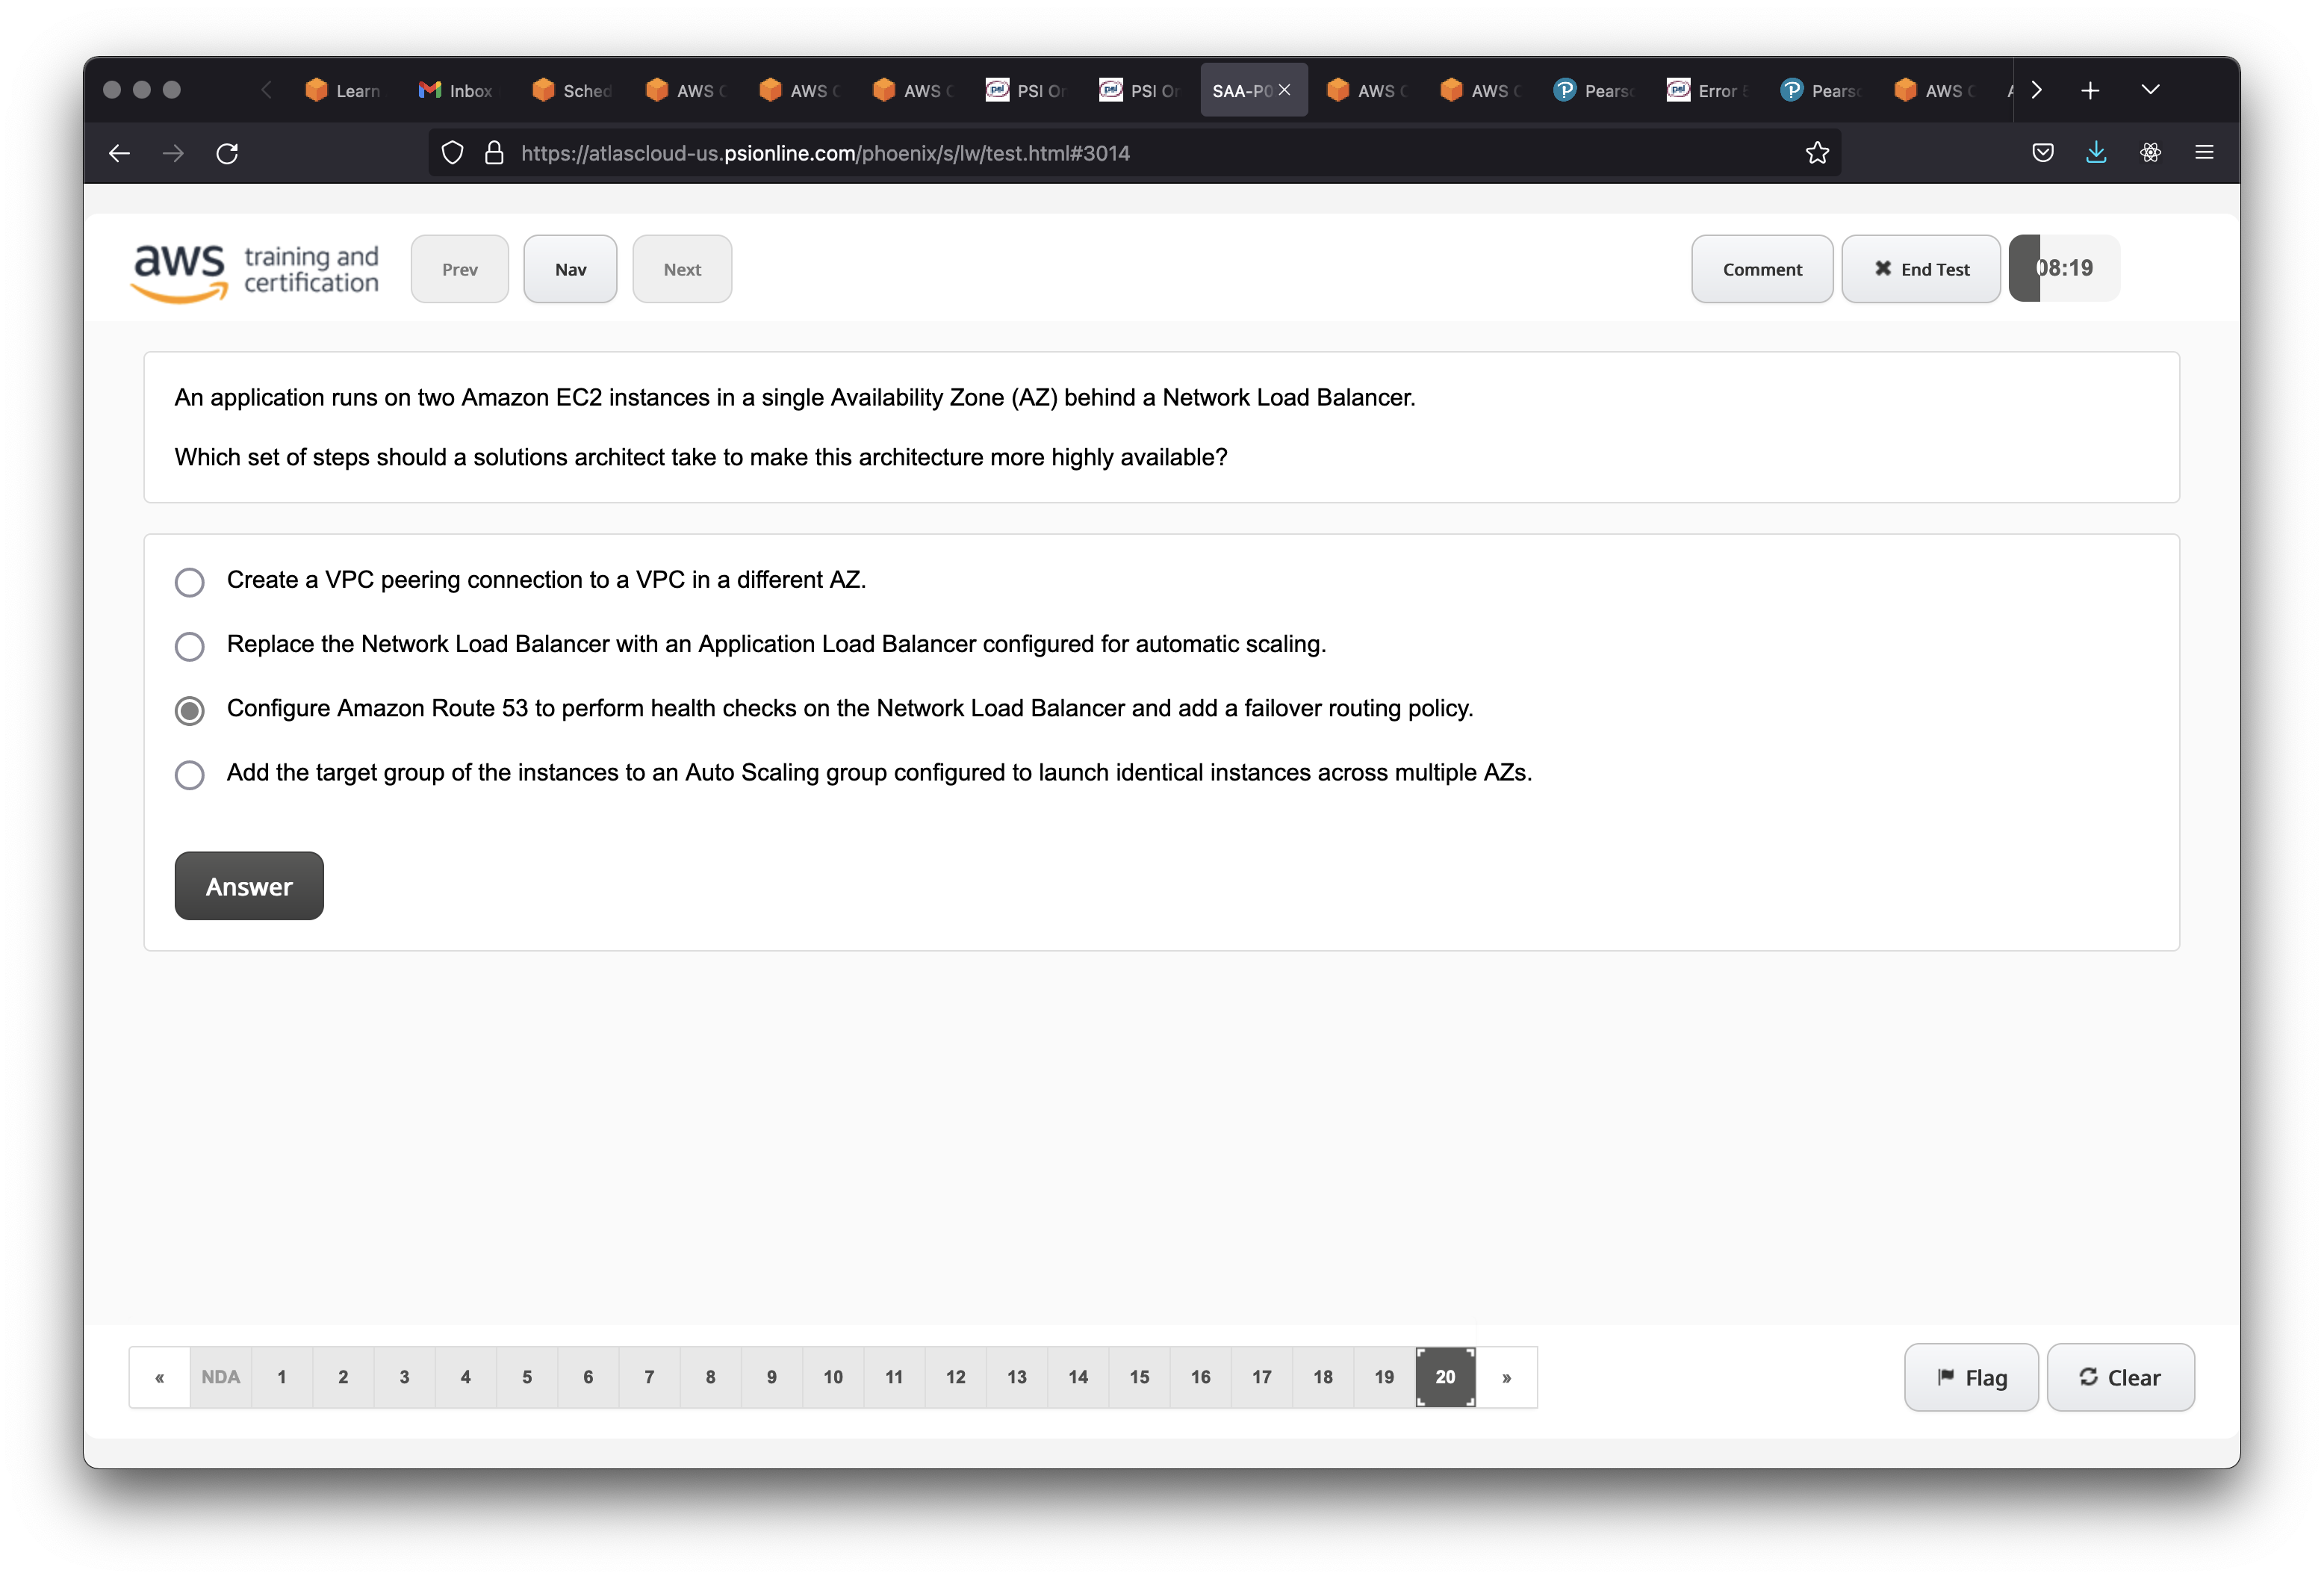 Learn
Inbox
Sched
AWS
AWS
AWS
PSI
PSI
SAA-P0
AWS
AWS
Pears
Error
Pears
AWS
https://atlascloud-us.psionline.com/phoenix/s/lw/test.html#3014
aws training and certification
Prev
Nav
Next
Comment
✖ End Test
08:19
An application runs on two Amazon EC2 instances in a single Availability Zone (AZ) behind a Network Load Balancer.
Which set of steps should a solutions architect take to make this architecture more highly available?
Create a VPC peering connection to a VPC in a different AZ.
Replace the Network Load Balancer with an Application Load Balancer configured for automatic scaling.
Configure Amazon Route 53 to perform health checks on the Network Load Balancer and add a failover routing policy.
Add the target group of the instances to an Auto Scaling group configured to launch identical instances across multiple AZs.
Answer
« NDA 1 2 3 4 5 6 7 8 9 10 11 12 13 14 15 16 17 18 19 20 »
Flag
Clear